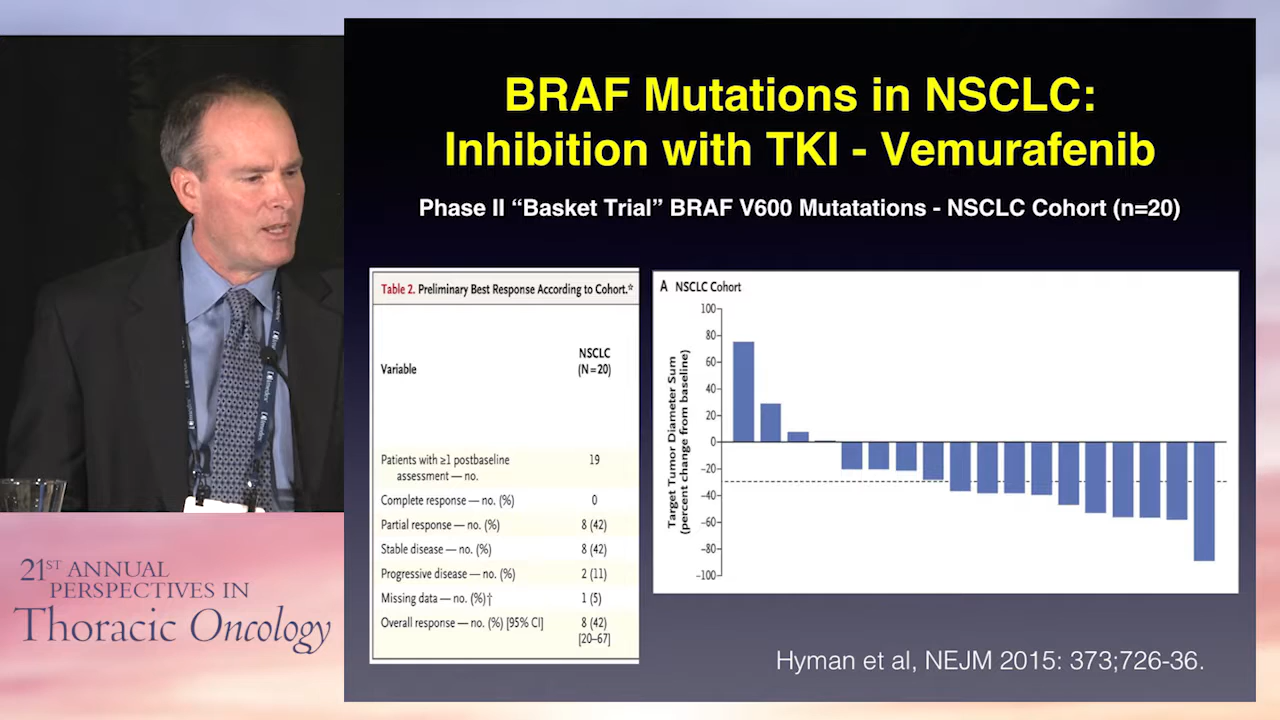 BRAF Mutations in NSCLC:
Inhibition with TKI - Vemurafenib
Phase II “Basket Trial” BRAF V600 Mutatations - NSCLC Cohort (n=20)
Table 2. Preliminary Best Response According to Cohort.*
Variable
NSCLC
(N=20)
Patients with ≥1 postbaseline
assessment — no.
19
Complete response — no. (%)
0
Partial response — no. (%)
8 (42)
Stable disease — no. (%)
8 (42)
Progressive disease — no. (%)
2 (11)
Missing data — no. (%)†
1 (5)
Overall response — no. (%) [95% CI]
8 (42)
[20–67]
A NSCLC Cohort
Target Tumor Diameter Sum
(percent change from baseline)
100
80
60
40
20
0
−20
−40
−60
−80
−100
Hyman et al, NEJM 2015: 373;726-36.
21ST ANNUAL
PERSPECTIVES IN
Thoracic Oncology